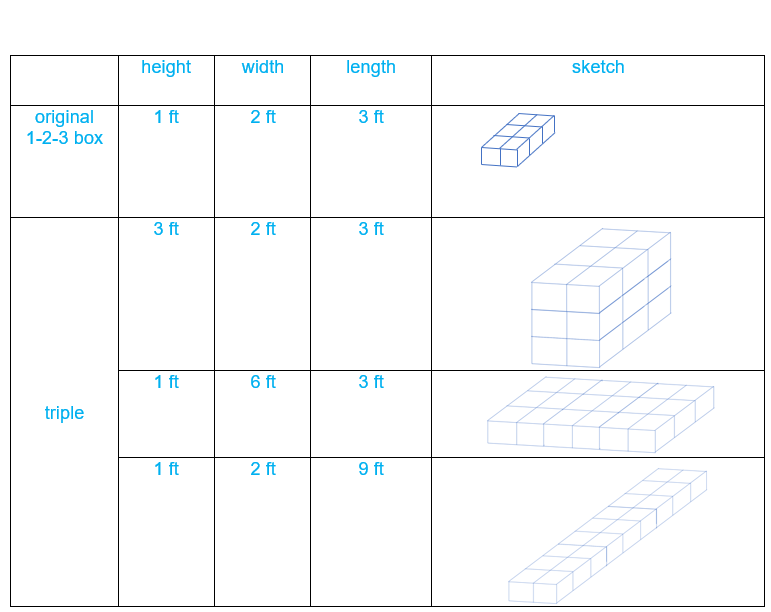 height width length sketch
original 1 ft 2 ft 3 ft
1-2-3 box
3 ft 2 ft 3 ft
1 ft 6 ft 3 ft
triple
1 ft 2 ft 9 ft